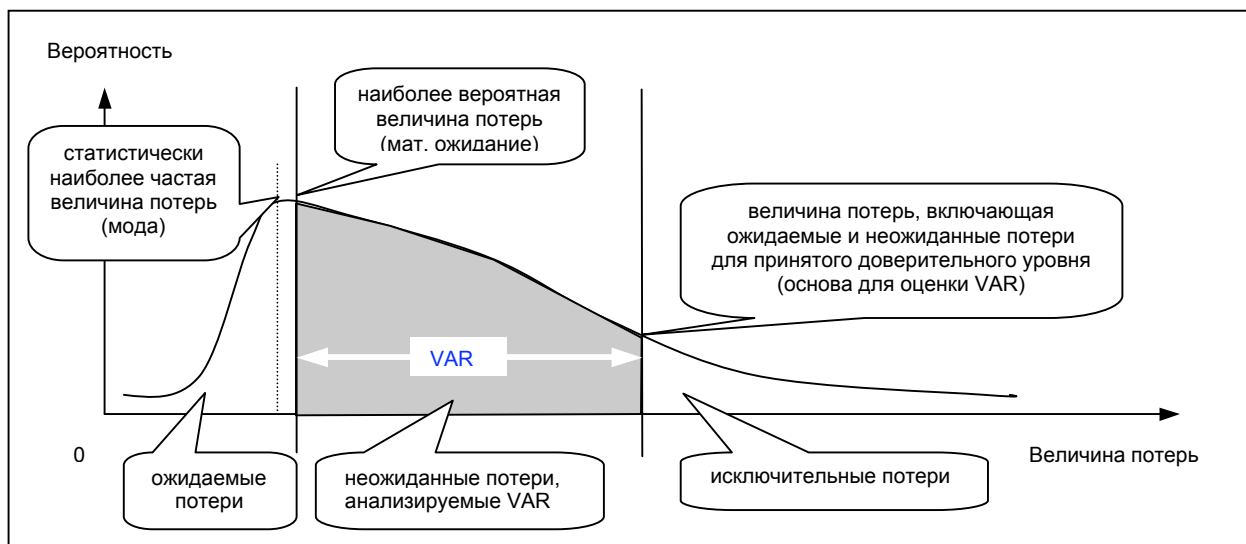 Вероятность
наиболее вероятная
величина потерь
(мат. ожидание)
статистически
наиболее частая
величина потерь
(мода)
величина потерь, включающая
ожидаемые и неожиданные потери
для принятого доверительного уровня
(основа для оценки VAR)
VAR
0
Величина потерь
ожидаемые
потери
неожиданные потери,
анализируемые VAR
исключительные потери